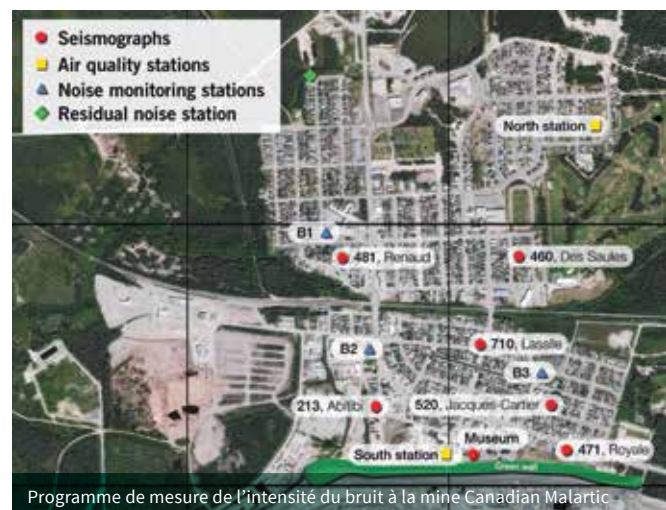 Seismographs
Air quality stations
Noise monitoring stations
Residual noise station
North station
B1
481, Renaud
460, Des Saules
710, Lasalle
B2
B3
213, Abitibi
520, Jacques-Cartier
Museum
471, Royale
South station
Green wall
Programme de mesure de l'intensité du bruit à la mine Canadian Malartic